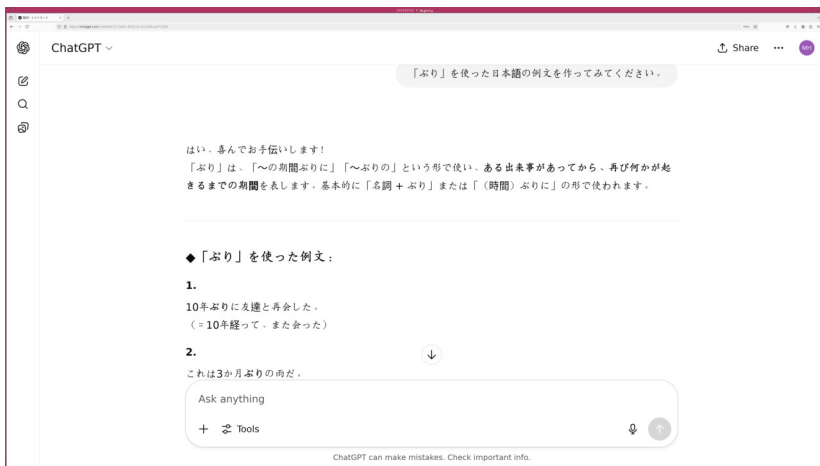 ChatGPT
Share
MH
「ぶり」を使った日本語の例文を作ってみてください。
はい、喜んでお手伝いします!
「ぶり」は、「〜の期間ぶりに」「〜ぶりの」という形で使い、ある出来事があってから、再び何かが起
きるまでの期間を表します。基本的に「名詞 + ぶり」または「(時間)ぶりに」の形で使われます。
◆「ぶり」を使った例文:
1.
10年ぶりに友達と再会した。
(=10年経って、また会った)
2.
これは3か月ぶりの雨だ。
Ask anything
Tools
ChatGPT can make mistakes. Check important info.